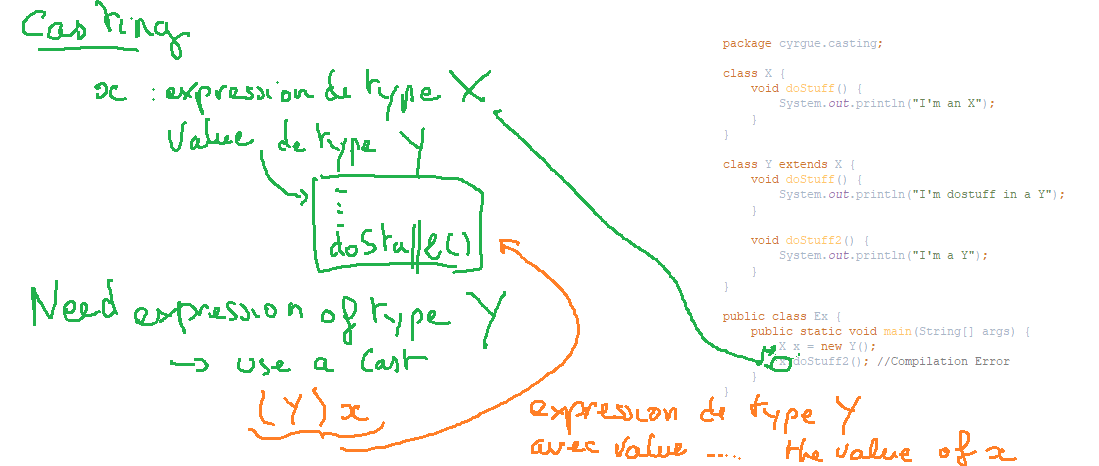 Casting
x : expression de type X
Value de type Y
:
Need expression of type Y
→ use a Cast
(Y) x
expression de type Y
avec value .... the value of x
package cyrgue.casting;
class X {
void doStuff() {
System.out.println("I'm an X");
}
}
class Y extends X {
void doStuff() {
System.out.println("I'm dostuff in a Y");
}
void doStuff2() {
System.out.println("I'm a Y");
}
}
public class Ex {
public static void main(String[] args) {
X x = new Y();
x.doStuff2(); //Compilation Error
}
}